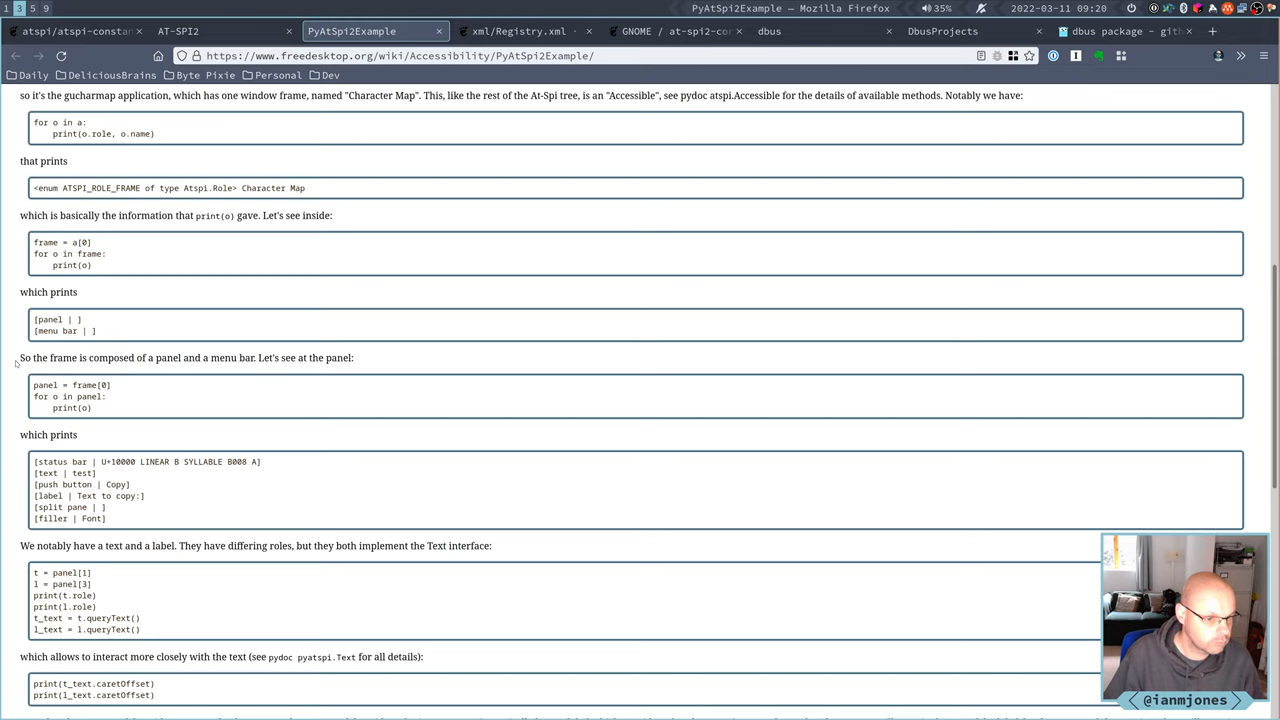 1 3 5 9
PyAtSpi2Example — Mozilla Firefox
35%
2022-03-11 09:20
atspi/atspi-constan
AT-SPI2
PyAtSpi2Example
xml/Registry.xml ·
GNOME / at-spi2-co
dbus
DbusProjects
dbus package - gith
https://www.freedesktop.org/wiki/Accessibility/PyAtSpi2Example/
Daily DeliciousBrains Byte Pixie Personal Dev
so it's the gucharmap application, which has one window frame, named "Character Map". This, like the rest of the At-Spi tree, is an "Accessible", see pydoc atspi.Accessible for the details of available methods. Notably we have:
for o in a:
print(o.role, o.name)
that prints
<enum ATSPI_ROLE_FRAME of type Atspi.Role> Character Map
which is basically the information that print(o) gave. Let's see inside:
frame = a[0]
for o in frame:
print(o)
which prints
[panel | ]
[menu bar | ]
So the frame is composed of a panel and a menu bar. Let's see at the panel:
panel = frame[0]
for o in panel:
print(o)
which prints
[status bar | U+10000 LINEAR B SYLLABLE B008 A]
[text | test]
[push button | Copy]
[label | Text to copy:]
[split pane | ]
[filler | Font]
We notably have a text and a label. They have differing roles, but they both implement the Text interface:
t = panel[1]
l = panel[3]
print(t.role)
print(l.role)
t_text = t.queryText()
l_text = l.queryText()
which allows to interact more closely with the text (see pydoc pyatspi.Text for all details):
print(t_text.caretOffset)
print(l_text.caretOffset)
@ianmjones